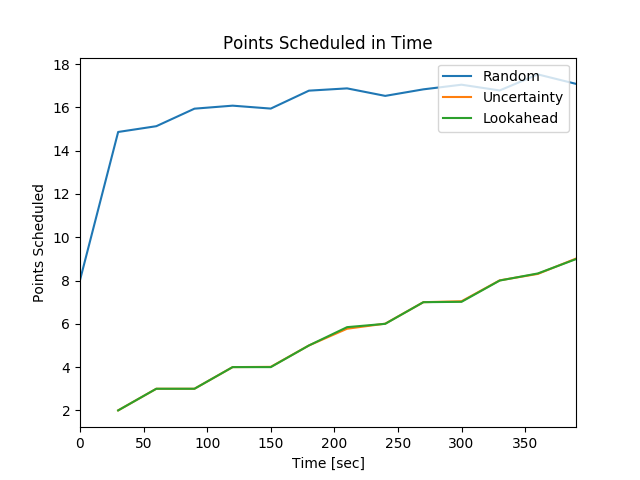 Points Scheduled in Time
18
16
14
12
10
8
6
4
2
Points Scheduled
Random
Uncertainty
Lookahead
0 50 100 150 200 250 300 350
Time [sec]